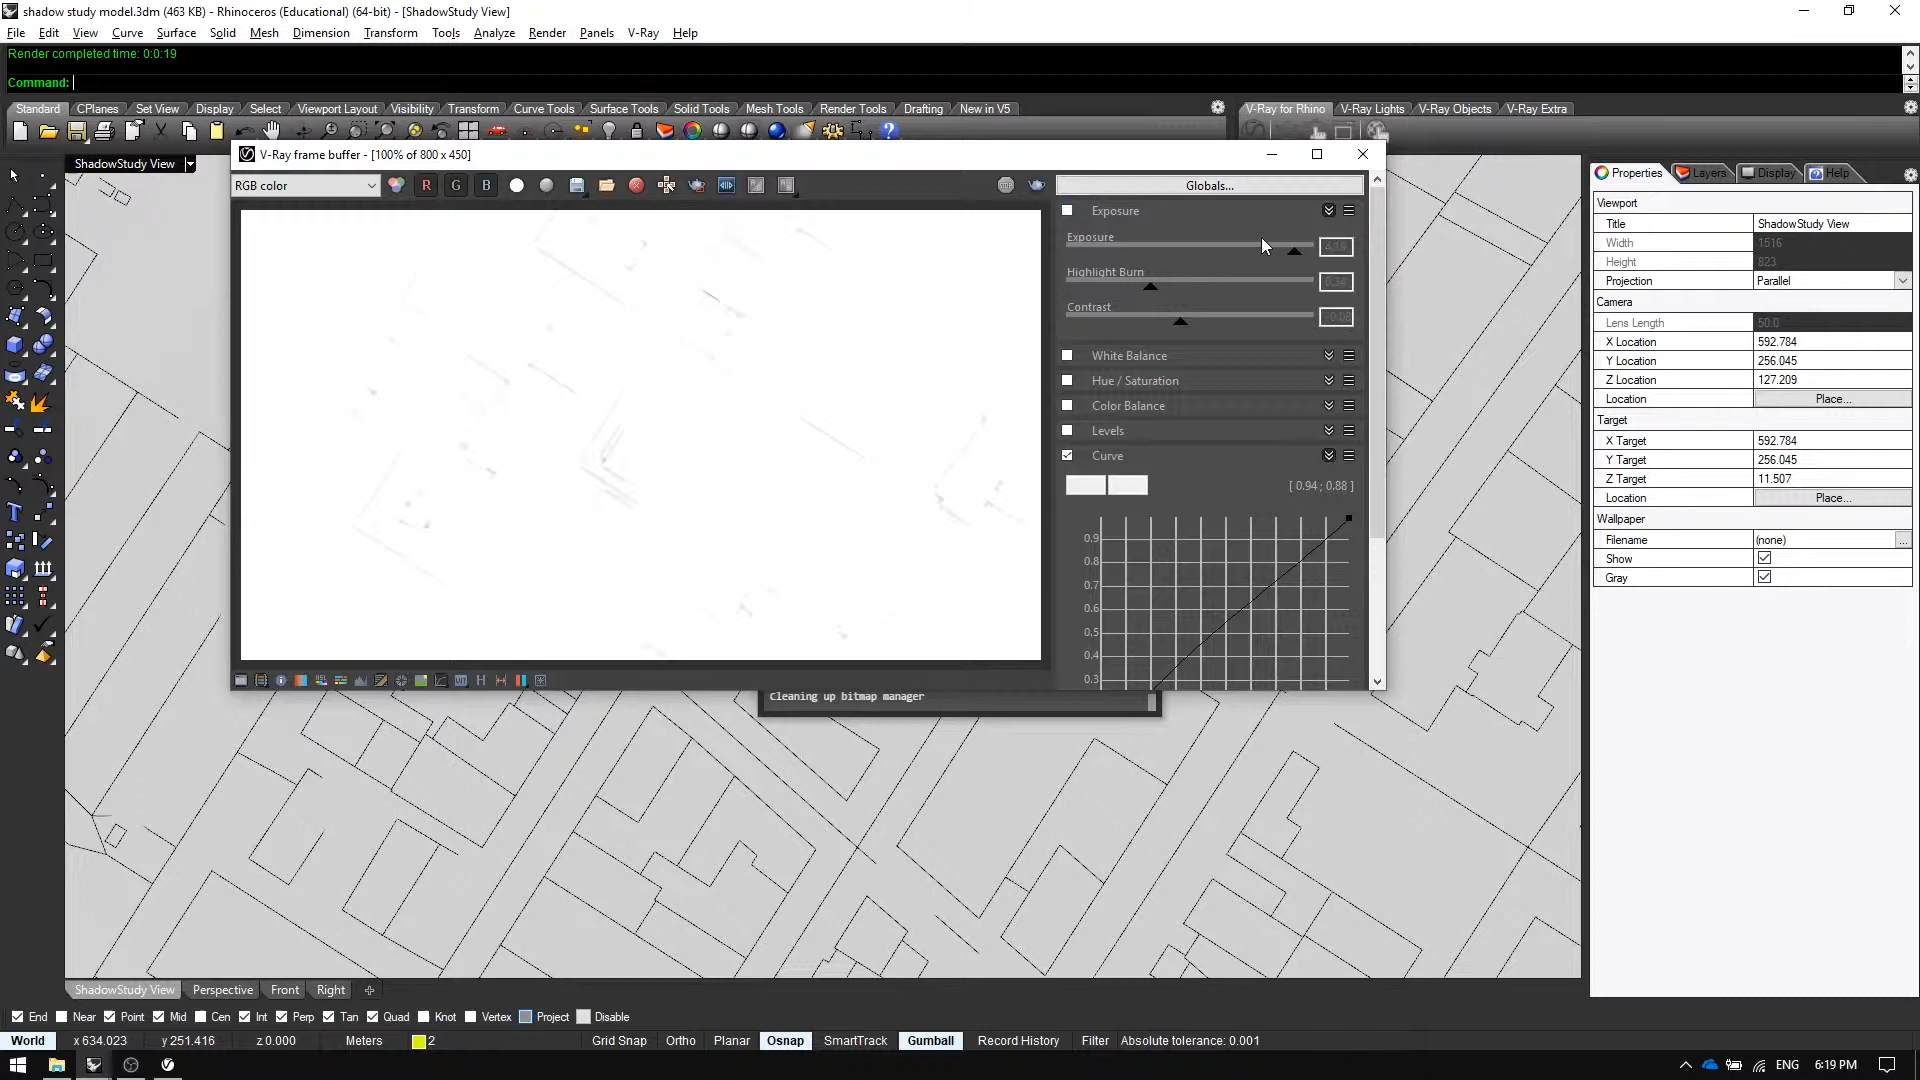 shadow study model.3dm (463 KB) - Rhinoceros (Educational) (64-bit) - [ShadowStudy View]
File Edit View Curve Surface Solid Mesh Dimension Transform Tools Analyze Render Panels V-Ray Help
Render completed time: 0:0:19
Command:
Standard CPlanes Set View Display Select Viewport Layout Visibility Transform Curve Tools Surface Tools Solid Tools Mesh Tools Render Tools Drafting New in V5
V-Ray for Rhino V-Ray Lights V-Ray Objects V-Ray Extra
ShadowStudy View
V-Ray frame buffer - [100% of 800 x 450]
RGB color
R G B
Globals...
Exposure
Exposure
Highlight Burn
Contrast
White Balance
Hue / Saturation
Color Balance
Levels
Curve
[ 0.94 ; 0.88 ]
0.9
0.8
0.7
0.6
0.5
0.4
0.3
Cleaning up bitmap manager
Properties Layers Display Help
Viewport
Title ShadowStudy View
Width 1516
Height 823
Projection Parallel
Camera
Lens Length 50.0
X Location 592.784
Y Location 256.045
Z Location 127.209
Location Place...
Target
X Target 592.784
Y Target 256.045
Z Target 11.507
Location Place...
Wallpaper
Filename (none) ...
Show
Gray
ShadowStudy View Perspective Front Right
End Near Point Mid Cen Int Perp Tan Quad Knot Vertex Project Disable
World x 634.023 y 251.416 z 0.000 Meters 2 Grid Snap Ortho Planar Osnap SmartTrack Gumball Record History Filter Absolute tolerance: 0.001
ENG 6:19 PM